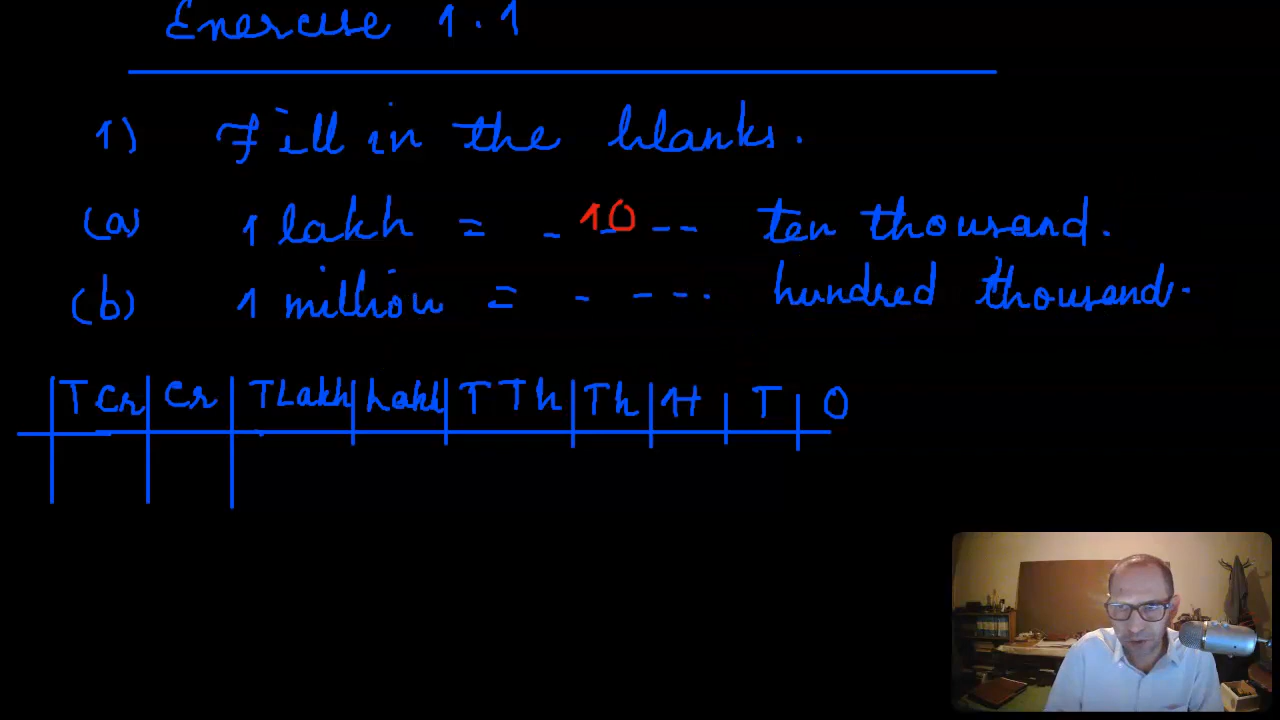 Exercise 1.1
1) Fill in the blanks.
(a) 1 lakh = - 10 - - ten thousand.
(b) 1 million = - - - - . hundred thousand.
T Cr | Cr | T Lakh | Lakh | T Th | Th | H | T | O